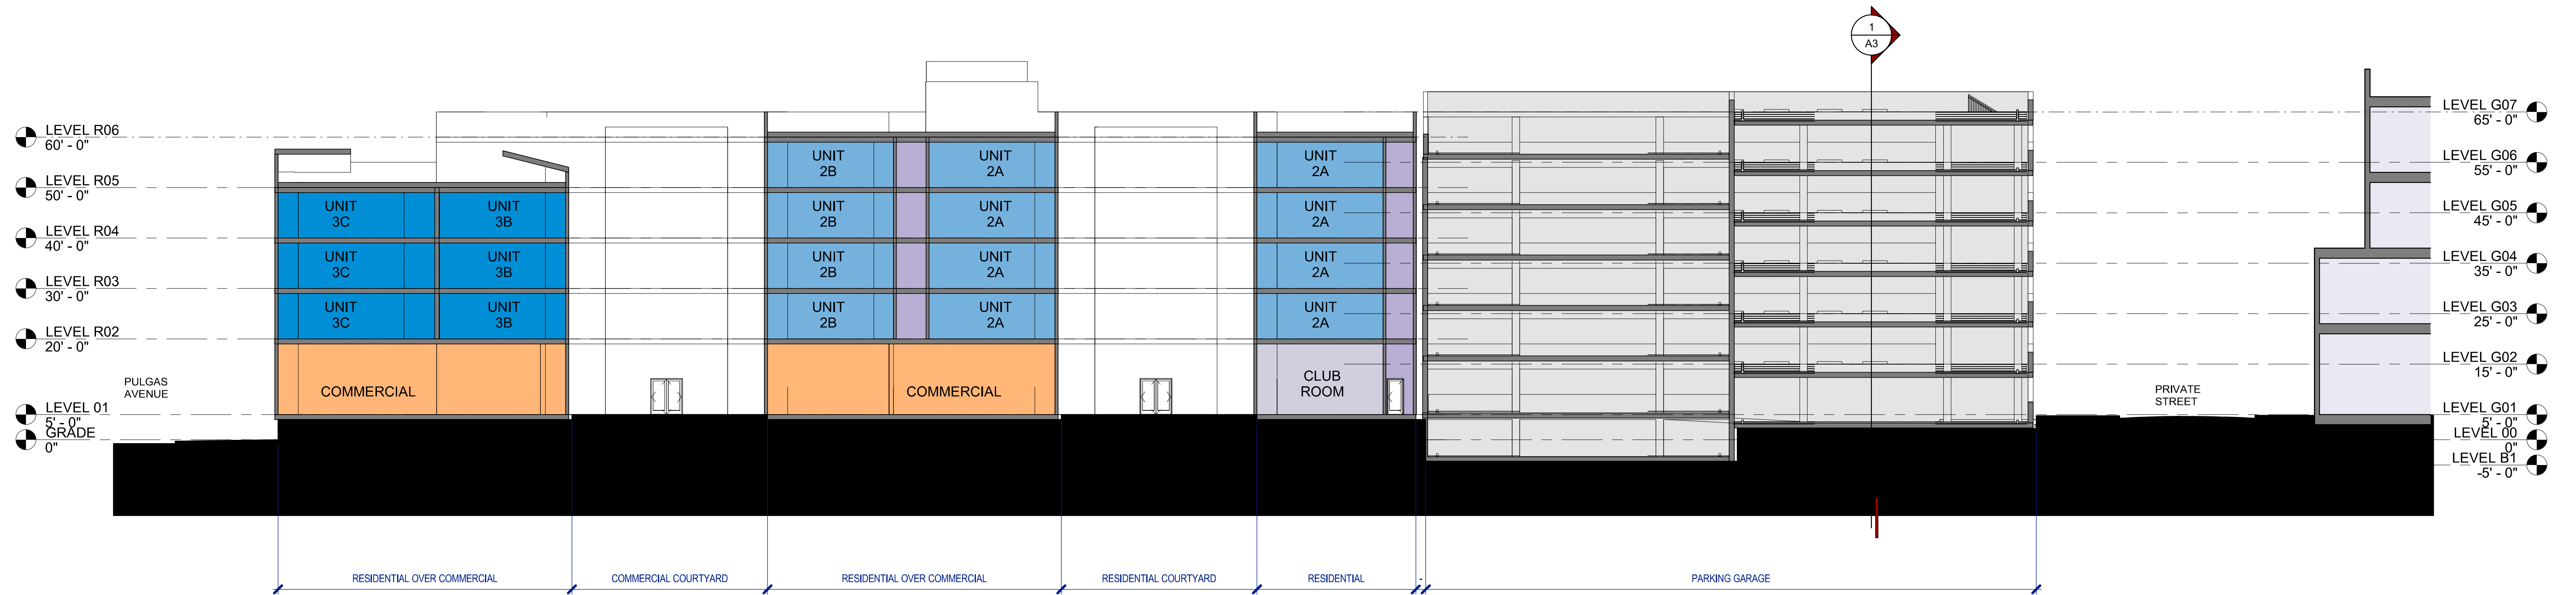 1
A3
LEVEL R06
60' - 0"
LEVEL R05
50' - 0"
LEVEL R04
40' - 0"
LEVEL R03
30' - 0"
LEVEL R02
20' - 0"
PULGAS
AVENUE
LEVEL 01
5' - 0"
GRADE
0"
UNIT
3C
UNIT
3B
UNIT
3C
UNIT
3B
UNIT
3C
UNIT
3B
COMMERCIAL
UNIT
2B
UNIT
2A
UNIT
2B
UNIT
2A
UNIT
2B
UNIT
2A
UNIT
2B
UNIT
2A
COMMERCIAL
UNIT
2A
UNIT
2A
UNIT
2A
UNIT
2A
CLUB
ROOM
PRIVATE
STREET
LEVEL G07
65' - 0"
LEVEL G06
55' - 0"
LEVEL G05
45' - 0"
LEVEL G04
35' - 0"
LEVEL G03
25' - 0"
LEVEL G02
15' - 0"
LEVEL G01
5' - 0"
LEVEL 00
0"
LEVEL B1
-5' - 0"
RESIDENTIAL OVER COMMERCIAL
COMMERCIAL COURTYARD
RESIDENTIAL OVER COMMERCIAL
RESIDENTIAL COURTYARD
RESIDENTIAL
-
PARKING GARAGE